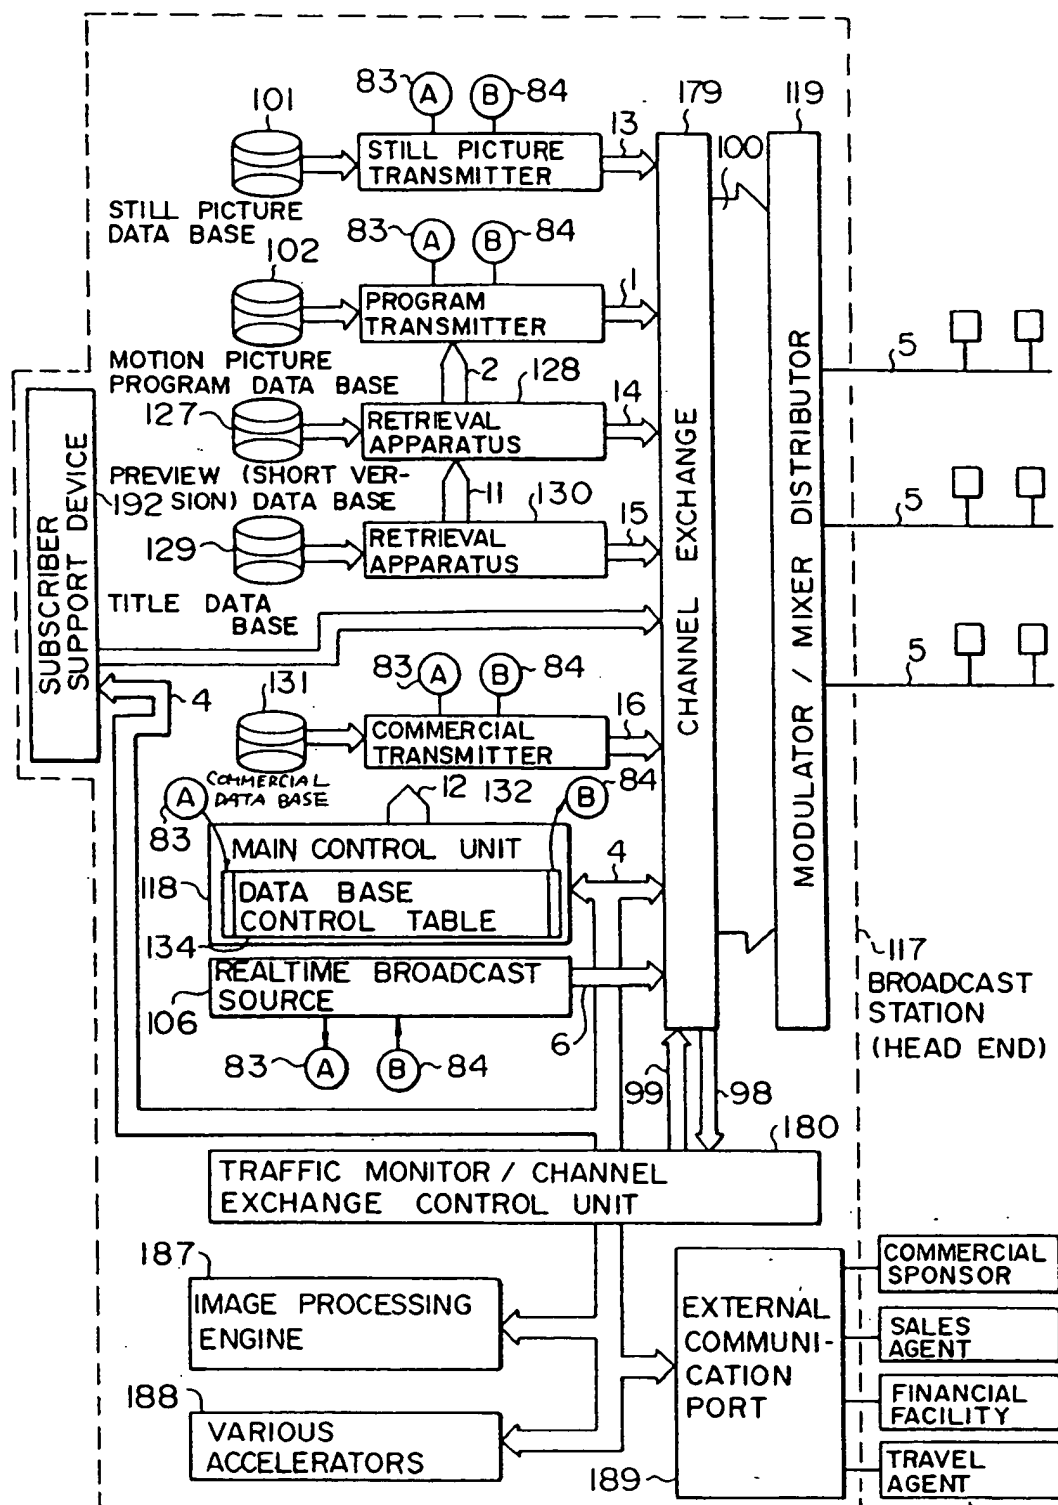 83
A
B
84
179
119
101
STILL PICTURE
TRANSMITTER
13
100
STILL PICTURE
DATA BASE
83
A
B
84
102
PROGRAM
TRANSMITTER
1
MOTION PICTURE
PROGRAM DATA BASE
2
128
127
RETRIEVAL
APPARATUS
14
PREVIEW (SHORT VER-
SION) DATA BASE
192
11
130
129
RETRIEVAL
APPARATUS
15
TITLE DATA
BASE
SUBSCRIBER
SUPPORT DEVICE
4
83
A
B
84
131
COMMERCIAL
TRANSMITTER
16
COMMERCIAL
DATA BASE
A
83
12
132
B
84
MAIN CONTROL UNIT
118
DATA BASE
CONTROL TABLE
134
4
REALTIME BROADCAST
SOURCE
106
6
83
A
B
84
CHANNEL EXCHANGE
MODULATOR / MIXER DISTRIBUTOR
5
5
5
117
BROADCAST
STATION
(HEAD END)
99
98
180
TRAFFIC MONITOR / CHANNEL
EXCHANGE CONTROL UNIT
187
IMAGE PROCESSING
ENGINE
188
VARIOUS
ACCELERATORS
EXTERNAL
COMMUNI-
CATION
PORT
189
COMMERCIAL
SPONSOR
SALES
AGENT
FINANCIAL
FACILITY
TRAVEL
AGENT